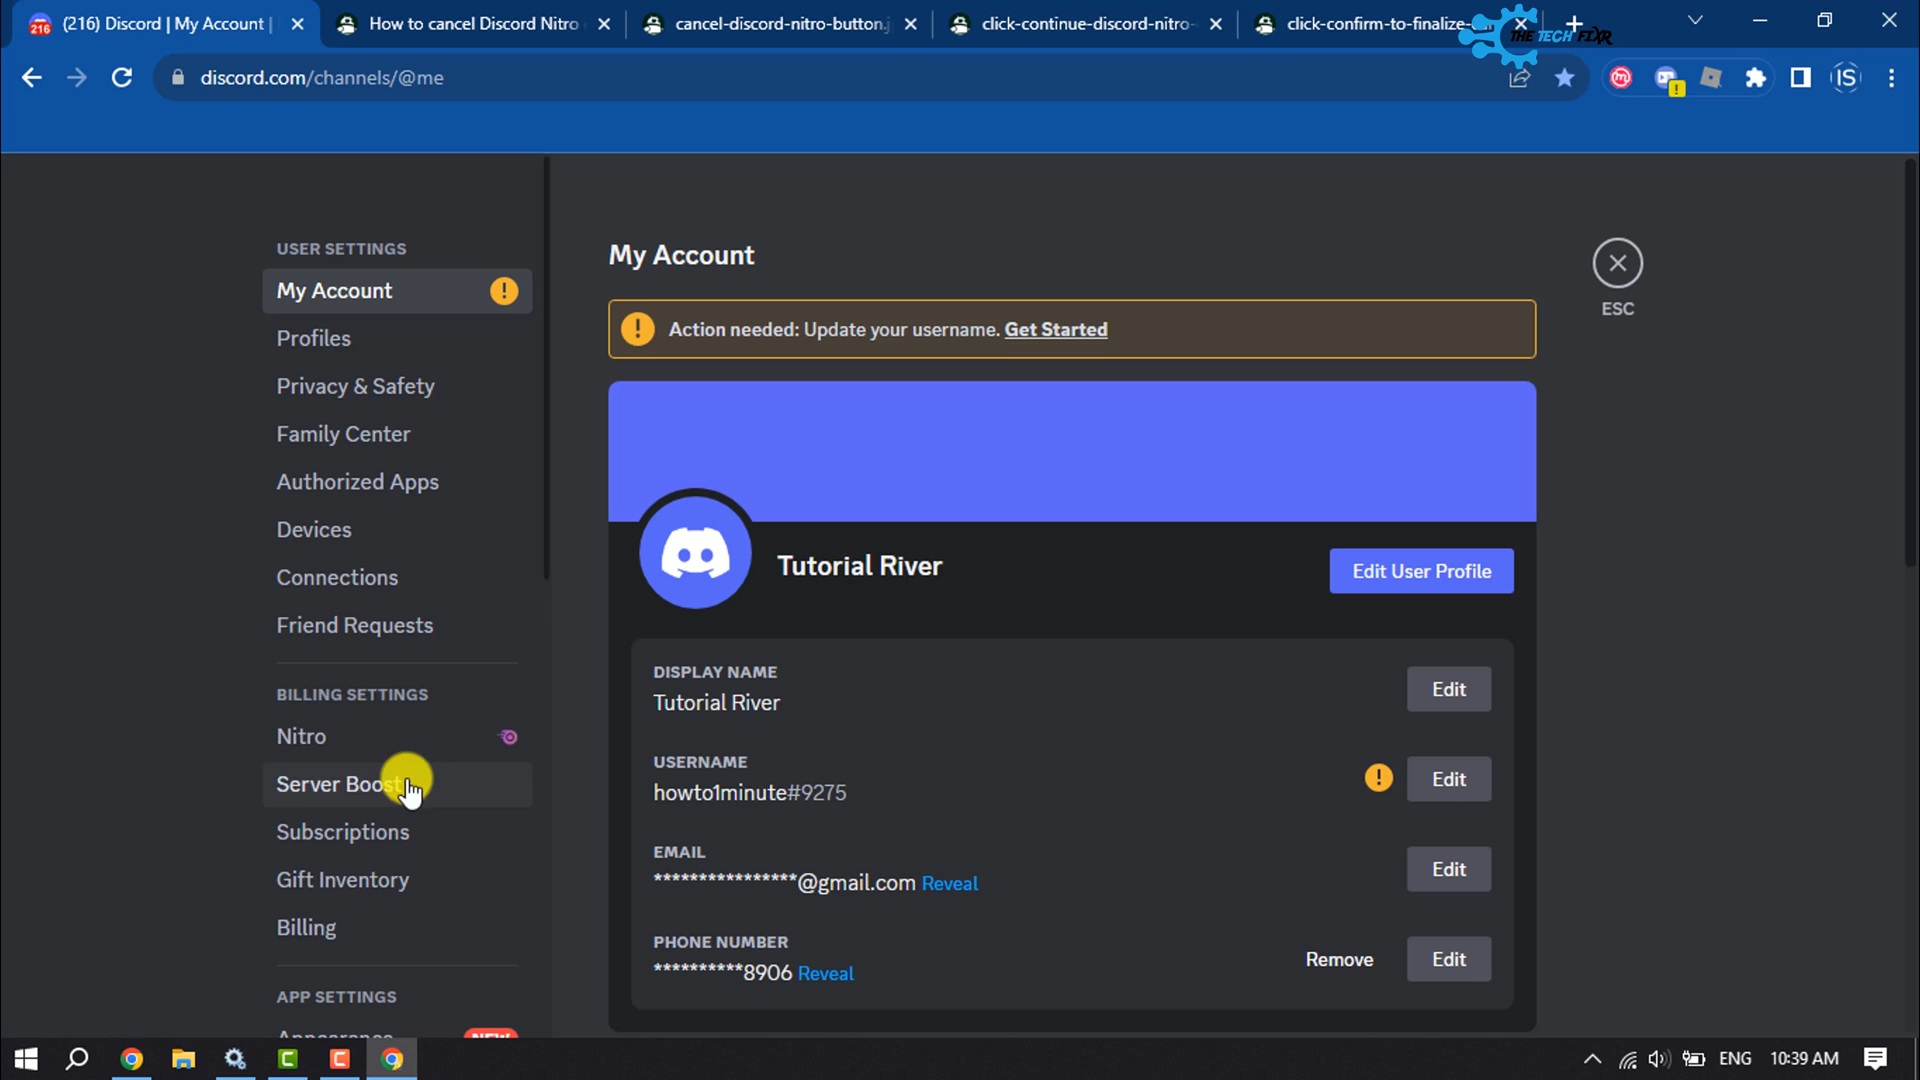 216
(216) Discord | My Account |
How to cancel Discord Nitro
cancel-discord-nitro-button.j
click-continue-discord-nitro-
click-confirm-to-finalize-
THE TECH FIXR
discord.com/channels/@me
IS
USER SETTINGS
My Account
Profiles
Privacy & Safety
Family Center
Authorized Apps
Devices
Connections
Friend Requests
BILLING SETTINGS
Nitro
Server Boost
Subscriptions
Gift Inventory
Billing
APP SETTINGS
Appearance
NEW
My Account
ESC
Action needed: Update your username. Get Started
Tutorial River
Edit User Profile
DISPLAY NAME
Tutorial River
Edit
USERNAME
howto1minute#9275
Edit
EMAIL
****************@gmail.com Reveal
Edit
PHONE NUMBER
**********8906 Reveal
Remove
Edit
ENG
10:39 AM